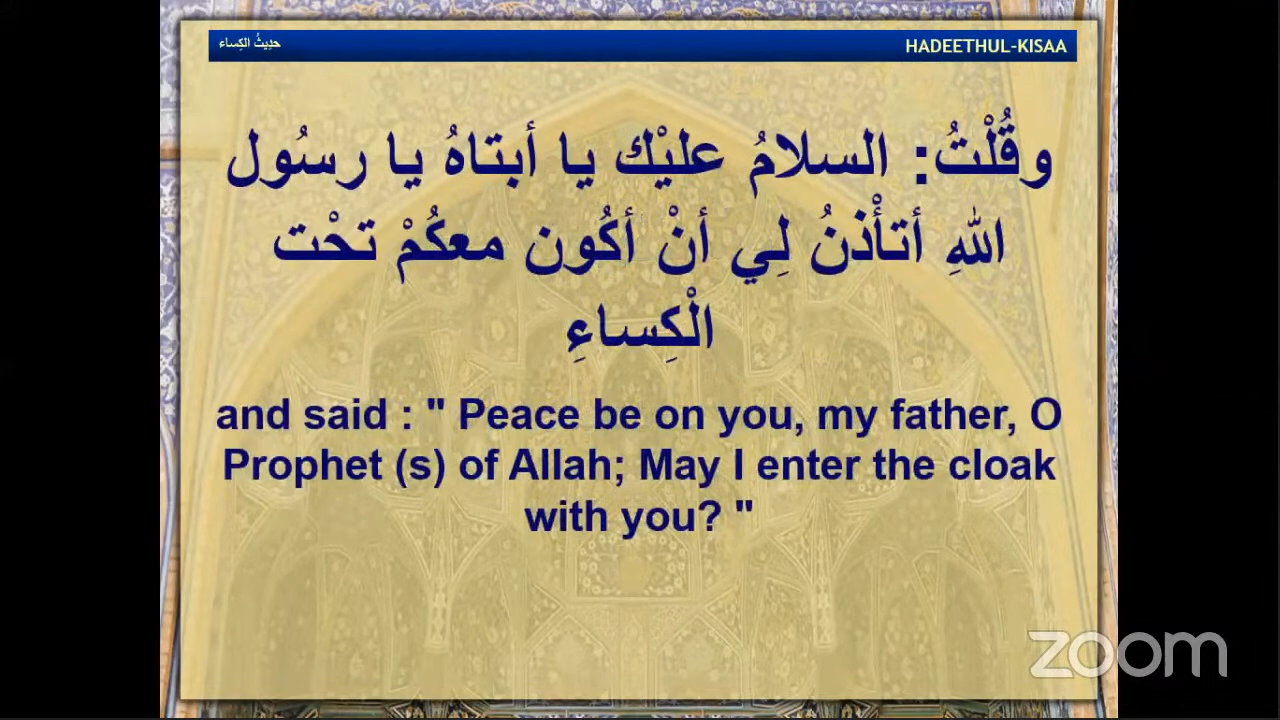 حدِيثُ الكِساء
HADEETHUL-KISAA
وقُلْتُ: السلامُ عليْك يا أبتاهُ يا رسُول
اللهِ أتأْذنُ لِي أنْ أكُون معكُمْ تحْت
الْكِساءِ
and said : " Peace be on you, my father, O
Prophet (s) of Allah; May I enter the cloak
with you? "
zoom